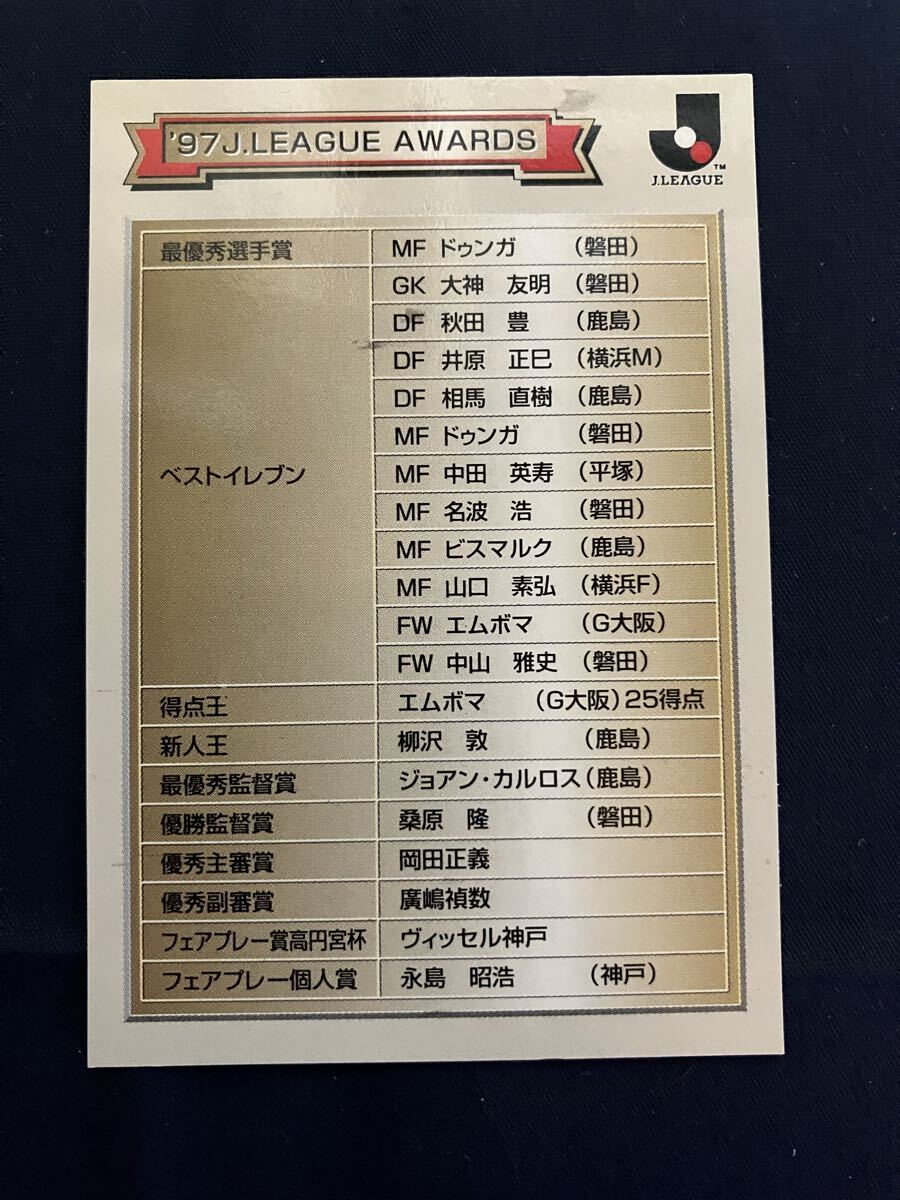 '97 J.LEAGUE AWARDS
J.LEAGUE™
最優秀選手賞 MF ドゥンガ (磐田)
ベストイレブン
GK 大神 友明 (磐田)
DF 秋田 豊 (鹿島)
DF 井原 正巳 (横浜M)
DF 相馬 直樹 (鹿島)
MF ドゥンガ (磐田)
MF 中田 英寿 (平塚)
MF 名波 浩 (磐田)
MF ビスマルク (鹿島)
MF 山口 素弘 (横浜F)
FW エムボマ (G大阪)
FW 中山 雅史 (磐田)
得点王 エムボマ (G大阪) 25得点
新人王 柳沢 敦 (鹿島)
最優秀監督賞 ジョアン・カルロス (鹿島)
優勝監督賞 桑原 隆 (磐田)
優秀主審賞 岡田正義
優秀副審賞 廣嶋禎数
フェアプレー賞高円宮杯 ヴィッセル神戸
フェアプレー個人賞 永島 昭浩 (神戸)